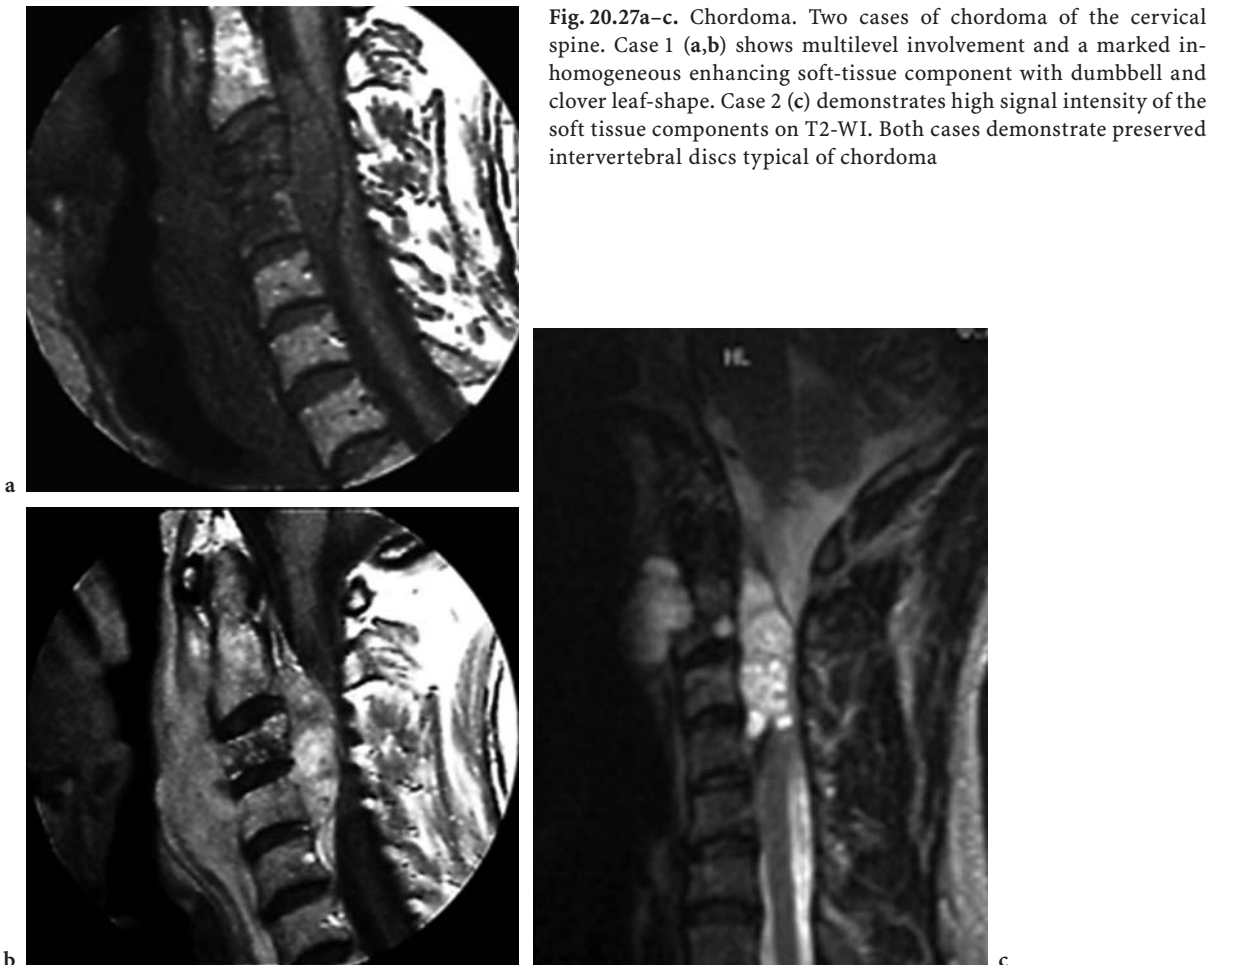 Fig. 20.27a–c. Chordoma. Two cases of chordoma of the cervical
spine. Case 1 (a,b) shows multilevel involvement and a marked in-
homogeneous enhancing soft-tissue component with dumbbell and
clover leaf-shape. Case 2 (c) demonstrates high signal intensity of the
soft tissue components on T2-WI. Both cases demonstrate preserved
intervertebral discs typical of chordoma
a
b
c